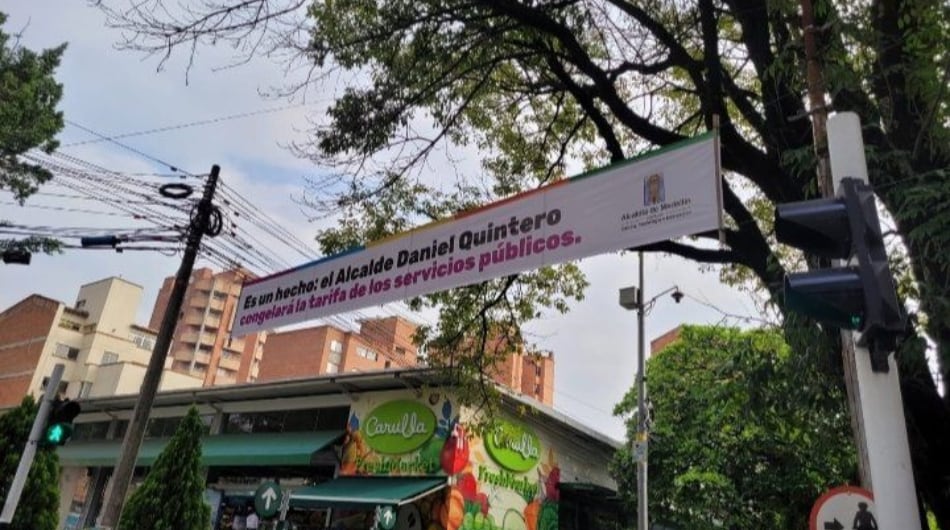 Es un hecho: el Alcalde Daniel Quintero
congelará la tarifa de los servicios públicos.
Alcaldía de Medellín
Carulla
FreshMarket
Carulla
FreshMarket